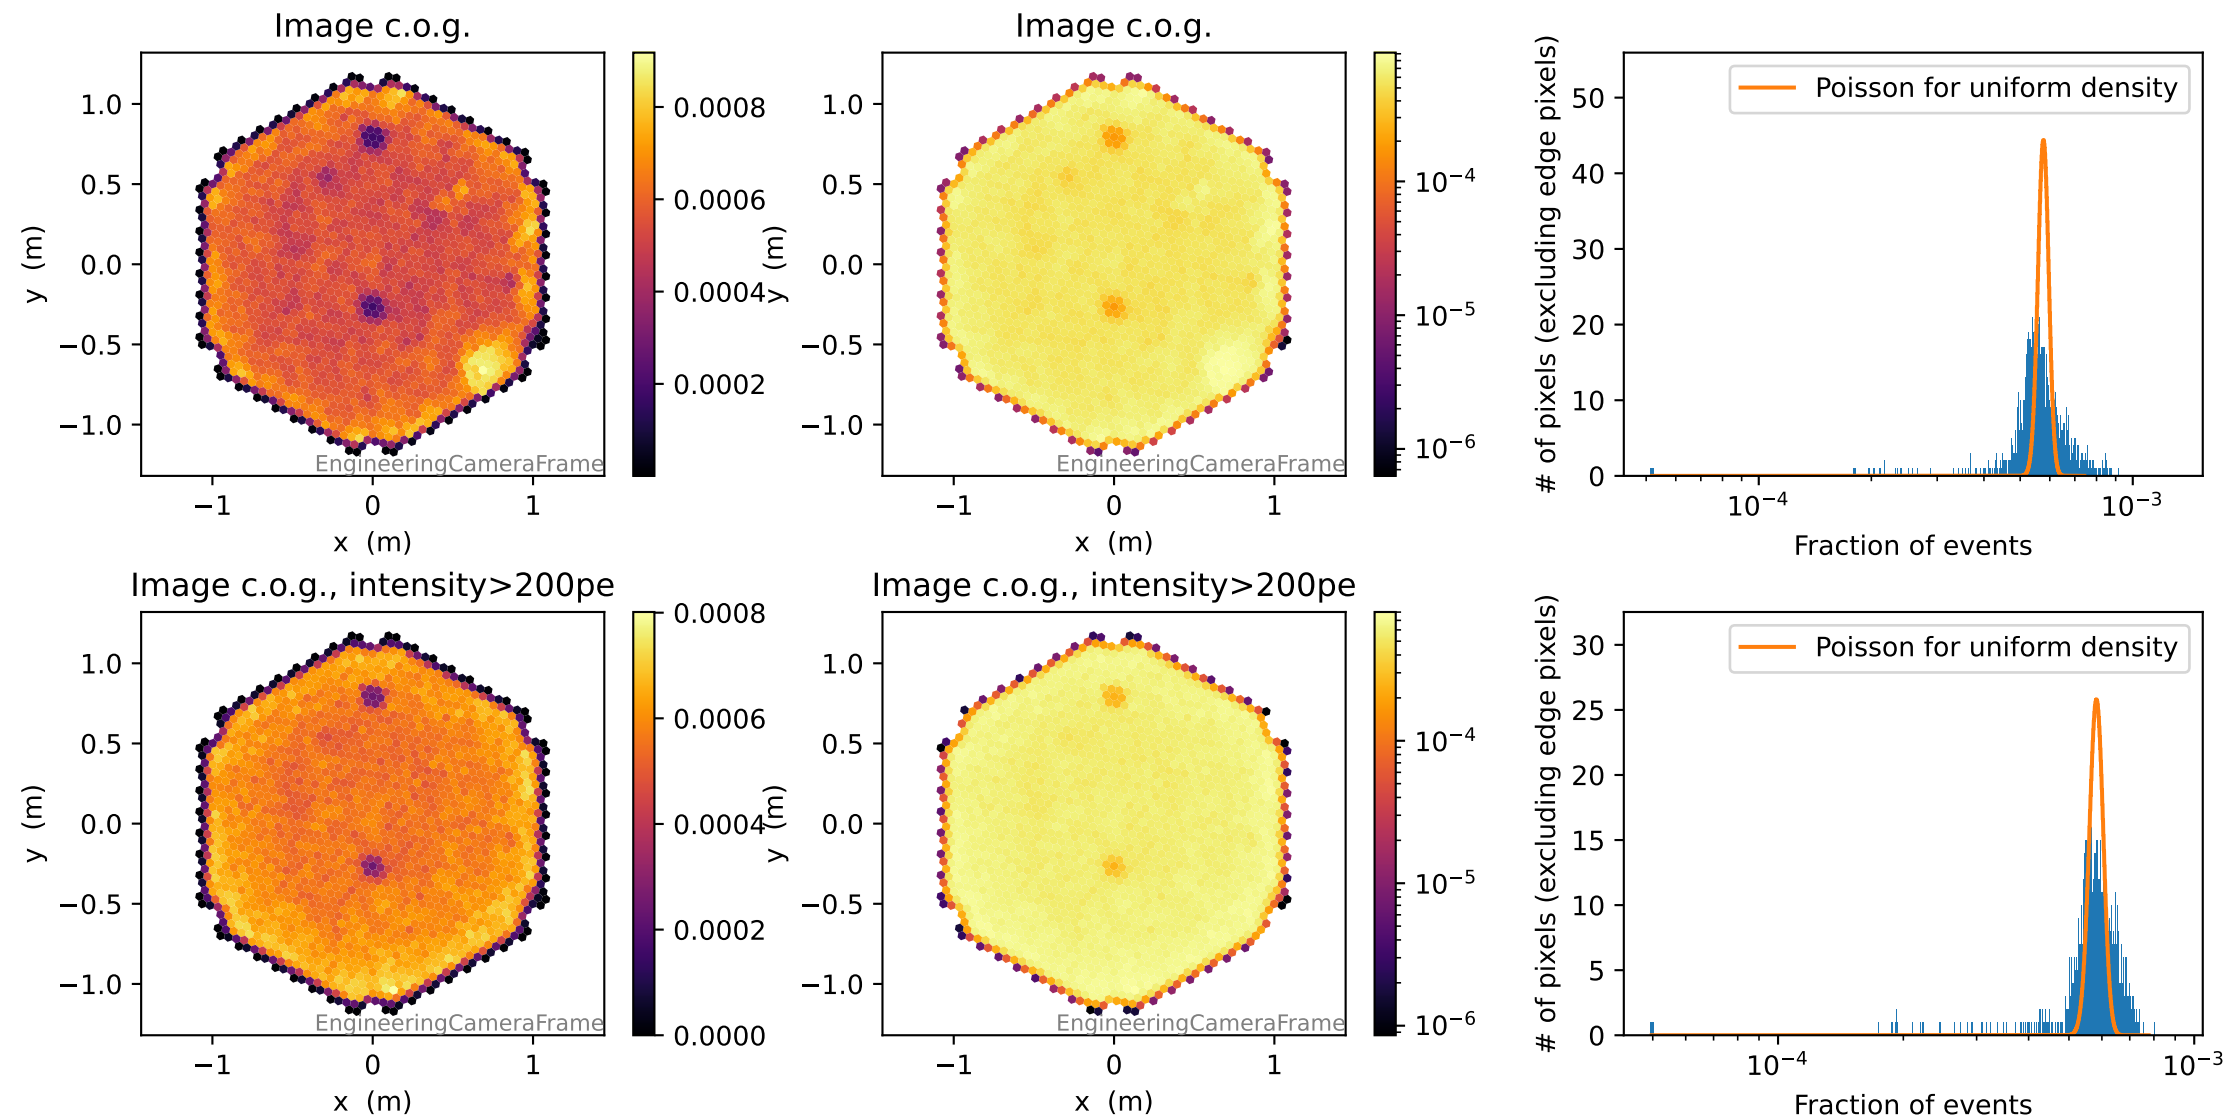 Image c.o.g.
1.0
0.5
0.0
−0.5
−1.0
y (m)
−1
0
1
x (m)
EngineeringCameraFrame
0.0008
0.0006
0.0004
0.0002
Image c.o.g.
1.0
0.5
0.0
−0.5
−1.0
y (m)
−1
0
1
x (m)
EngineeringCameraFrame
10⁻⁴
10⁻⁵
10⁻⁶
# of pixels (excluding edge pixels)
50
40
30
20
10
0
Poisson for uniform density
10⁻⁴
10⁻³
Fraction of events
Image c.o.g., intensity>200pe
1.0
0.5
0.0
−0.5
−1.0
y (m)
−1
0
1
x (m)
EngineeringCameraFrame
0.0008
0.0006
0.0004
0.0002
0.0000
Image c.o.g., intensity>200pe
1.0
0.5
0.0
−0.5
−1.0
y (m)
−1
0
1
x (m)
EngineeringCameraFrame
10⁻⁴
10⁻⁵
10⁻⁶
# of pixels (excluding edge pixels)
30
25
20
15
10
5
0
Poisson for uniform density
10⁻⁴
10⁻³
Fraction of events